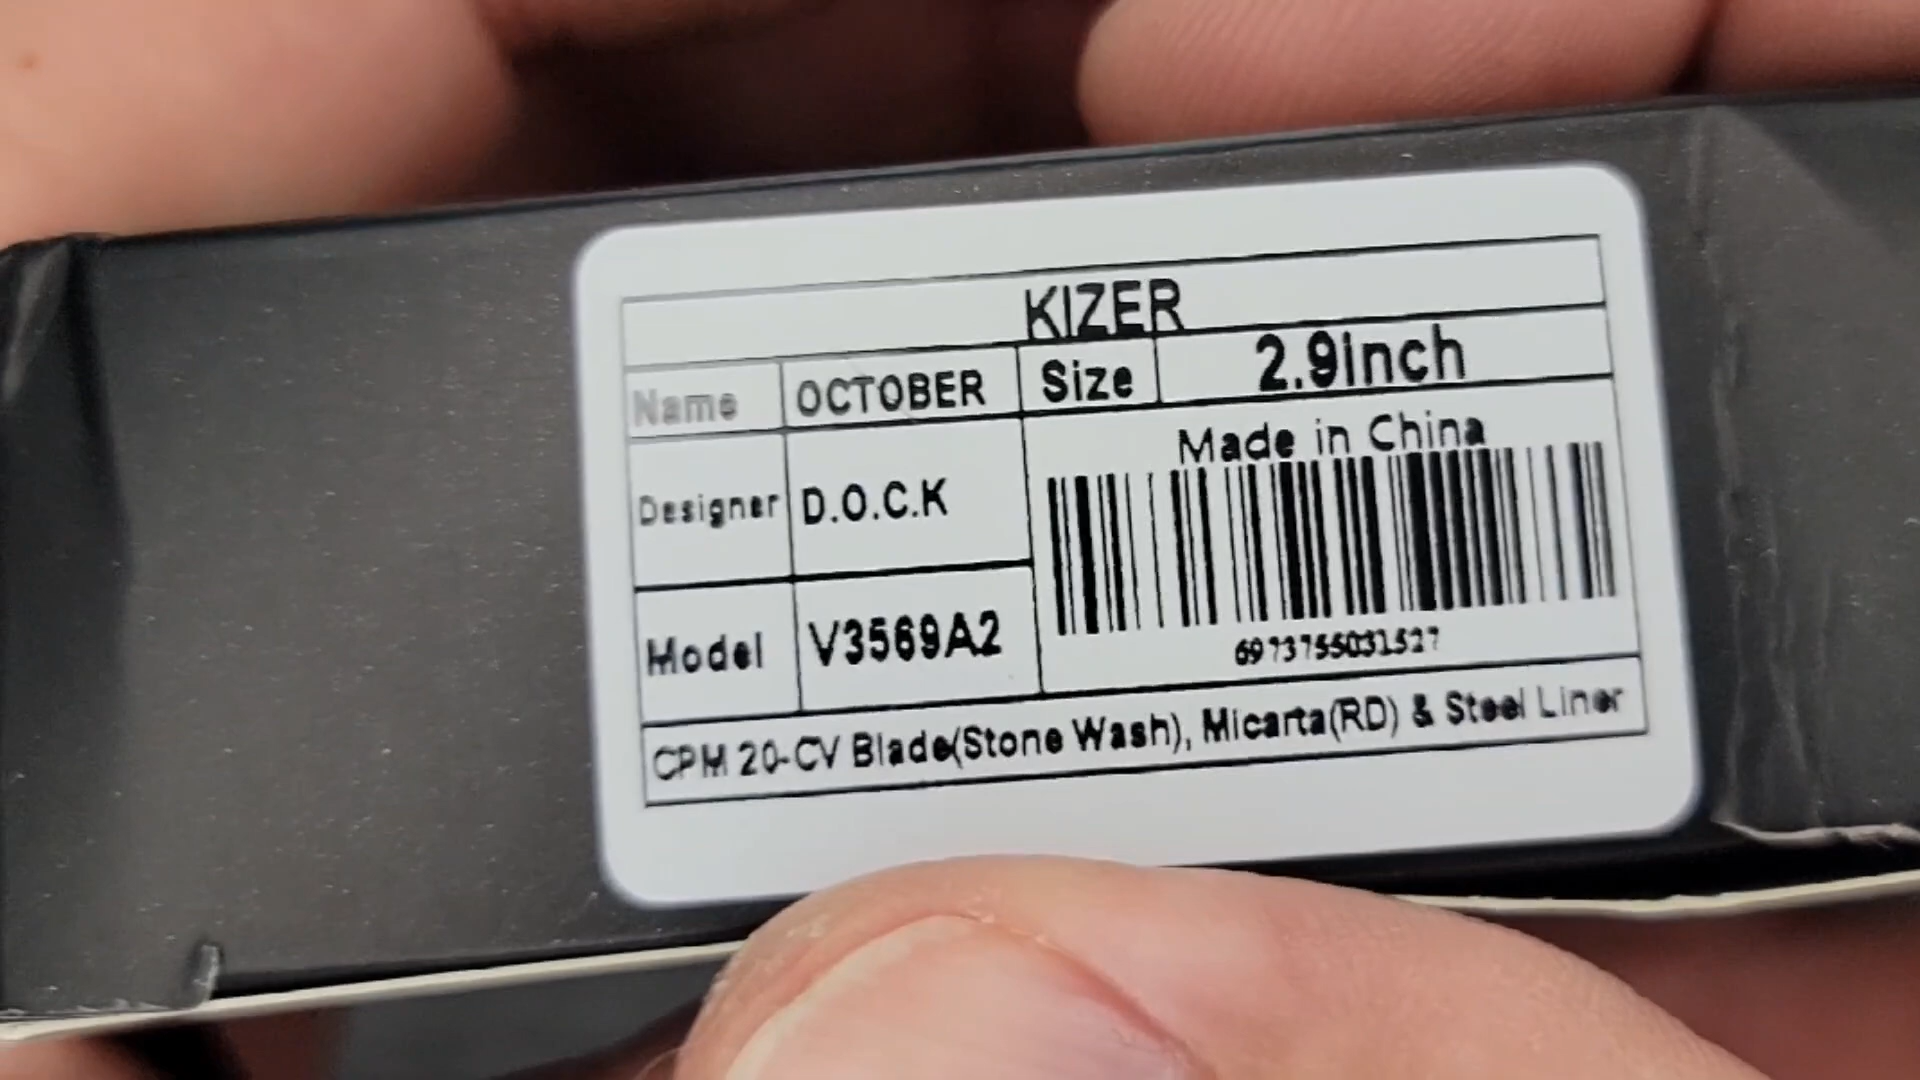 KIZER
Name OCTOBER Size 2.9inch
Made in China
Designer D.O.C.K
Model V3569A2
6973755031527
CPM 20-CV Blade(Stone Wash), Micarta(RD) & Steel Liner